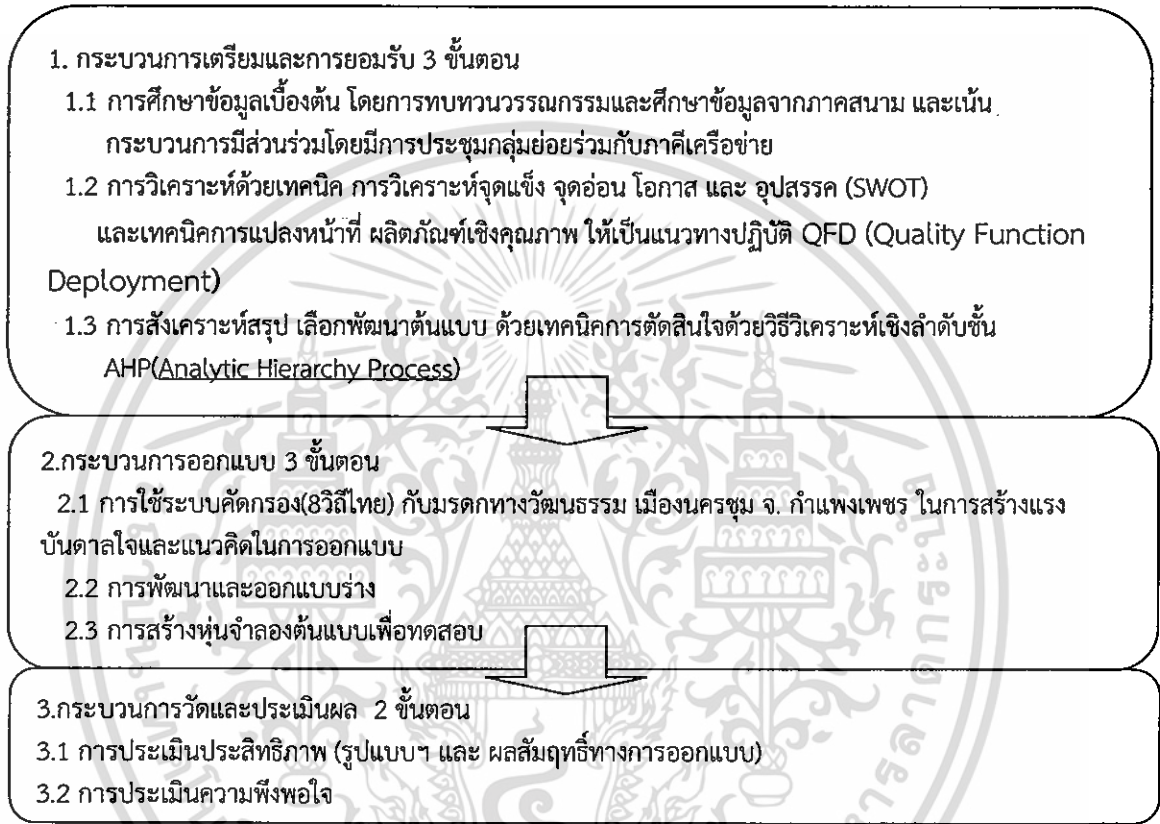 1. กระบวนการเตรียมและการยอมรับ 3 ขั้นตอน
1.1 การศึกษาข้อมูลเบื้องต้น โดยการทบทวนวรรณกรรมและศึกษาข้อมูลจากภาคสนาม และเน้น
กระบวนการมีส่วนร่วมโดยมีการประชุมกลุ่มย่อยร่วมกับภาคีเครือข่าย
1.2 การวิเคราะห์ด้วยเทคนิค การวิเคราะห์จุดแข็ง จุดอ่อน โอกาส และ อุปสรรค (SWOT)
และเทคนิคการแปลงหน้าที่ ผลิตภัณฑ์เชิงคุณภาพ ให้เป็นแนวทางปฏิบัติ QFD (Quality Function
Deployment)
1.3 การสังเคราะห์สรุป เลือกพัฒนาต้นแบบ ด้วยเทคนิคการตัดสินใจด้วยวิธีวิเคราะห์เชิงลำดับชั้น
AHP(Analytic Hierarchy Process)
2.กระบวนการออกแบบ 3 ขั้นตอน
2.1 การใช้ระบบคัดกรอง(8วิถีไทย) กับมรดกทางวัฒนธรรม เมืองนครชุม จ. กำแพงเพชร ในการสร้างแรง
บันดาลใจและแนวคิดในการออกแบบ
2.2 การพัฒนาและออกแบบร่าง
2.3 การสร้างหุ่นจำลองต้นแบบเพื่อทดสอบ
3.กระบวนการวัดและประเมินผล 2 ขั้นตอน
3.1 การประเมินประสิทธิภาพ (รูปแบบฯ และ ผลสัมฤทธิ์ทางการออกแบบ)
3.2 การประเมินความพึงพอใจ